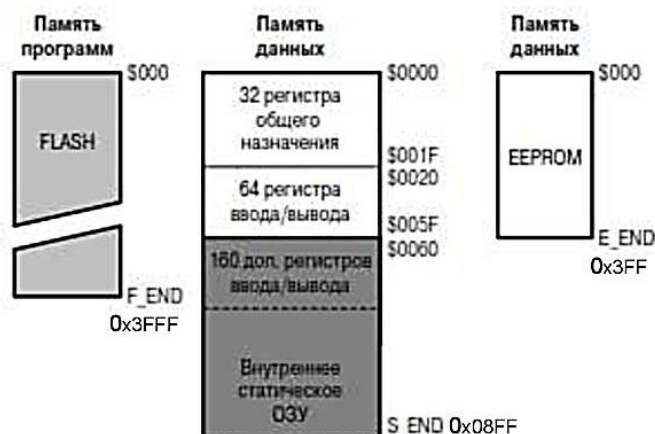 Память
программ
$000
FLASH
F_END
0x3FFF
Память
данных
$0000
32 регистра
общего
назначения
$001F
$0020
64 регистра
ввода/вывода
$005F
$0060
160 доп. регистров
ввода/вывода
Внутреннее
статическое
ОЗУ
S_END 0x08FF
Память
данных
$000
EEPROM
E_END
0x3FF